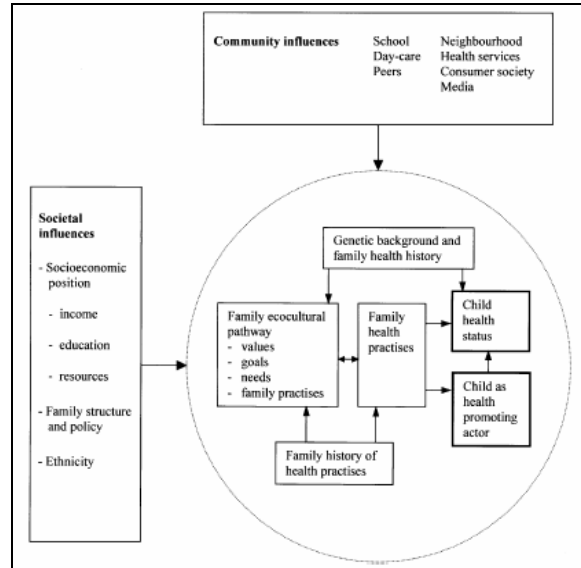 Community influences
School
Day-care
Peers
Neighbourhood
Health services
Consumer society
Media
Societal
influences
- Socioeconomic
position
- income
- education
- resources
- Family structure
and policy
- Ethnicity
Genetic background and
family health history
Family ecocultural
pathway
- values
- goals
- needs
- family practises
Family
health
practises
Child
health
status
Child as
health
promoting
actor
Family history of
health practises